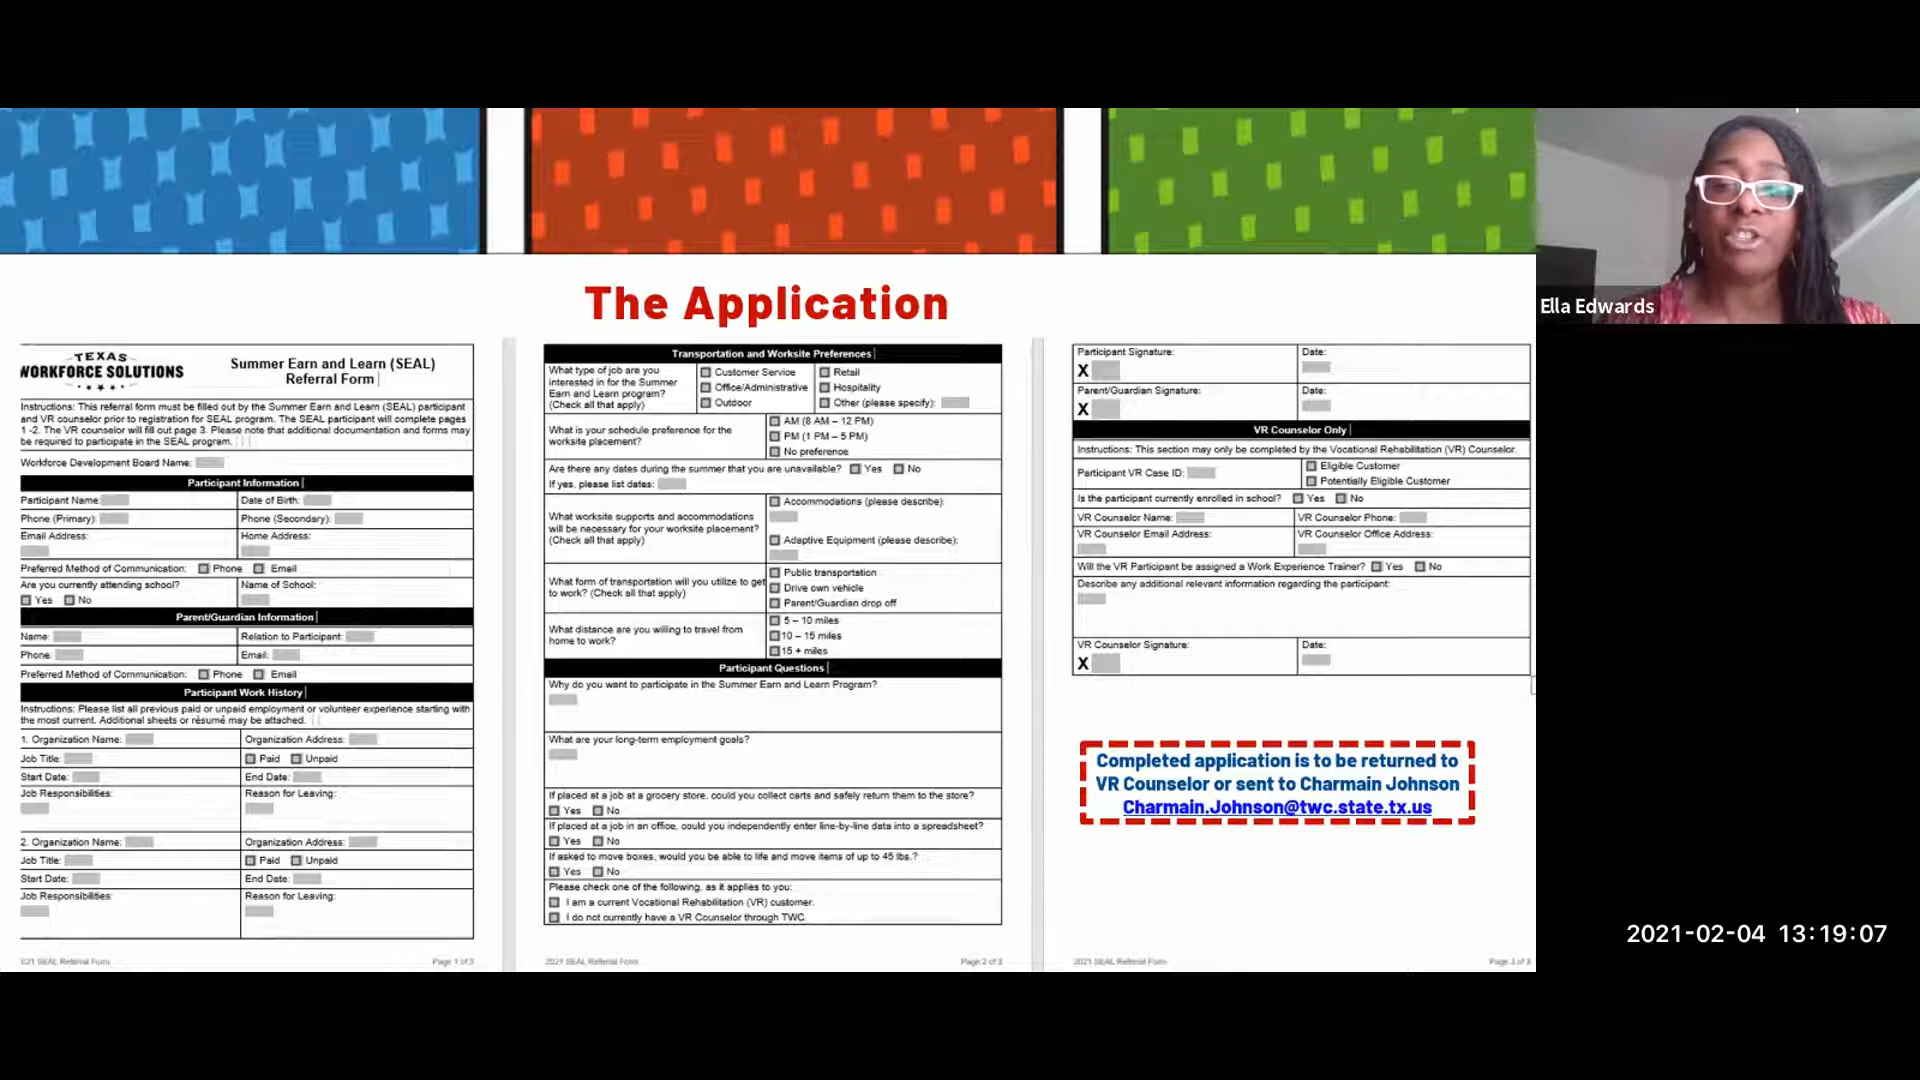 The Application
TEXAS
WORKFORCE SOLUTIONS
Summer Earn and Learn (SEAL)
Referral Form
Instructions: This referral form must be filled out by the Summer Earn and Learn (SEAL) participant
and VR counselor prior to registration for SEAL program. The SEAL participant will complete pages
1 -2. The VR counselor will fill out page 3. Please note that additional documentation and forms may
be required to participate in the SEAL program.
Workforce Development Board Name:
Participant Information
Participant Name: Date of Birth:
Phone (Primary): Phone (Secondary):
Email Address: Home Address:
Preferred Method of Communication: Phone Email
Are you currently attending school? Name of School:
Yes No
Parent/Guardian Information
Name: Relation to Participant:
Phone: Email:
Preferred Method of Communication: Phone Email
Participant Work History
Instructions: Please list all previous paid or unpaid employment or volunteer experience starting with
the most current. Additional sheets or résumé may be attached.
1. Organization Name: Organization Address:
Job Title: Paid Unpaid
Start Date: End Date:
Job Responsibilities: Reason for Leaving:
2. Organization Name: Organization Address:
Job Title: Paid Unpaid
Start Date: End Date:
Job Responsibilities: Reason for Leaving:
SEAL Referral Form Page 1 of 3
Transportation and Worksite Preferences
What type of job are you
interested in for the Summer
Earn and Learn program?
(Check all that apply)
Customer Service Retail
Office/Administrative Hospitality
Outdoor Other (please specify):
What is your schedule preference for the
worksite placement?
AM (8 AM – 12 PM)
PM (1 PM – 5 PM)
No preference
Are there any dates during the summer that you are unavailable? Yes No
If yes, please list dates:
What worksite supports and accommodations
will be necessary for your worksite placement?
(Check all that apply)
Accommodations (please describe):
Adaptive Equipment (please describe):
What form of transportation will you utilize to get
to work? (Check all that apply)
Public transportation
Drive own vehicle
Parent/Guardian drop off
What distance are you willing to travel from
home to work?
5 – 10 miles
10 – 15 miles
15 + miles
Participant Questions
Why do you want to participate in the Summer Earn and Learn Program?
What are your long-term employment goals?
If placed at a job at a grocery store, could you collect carts and safely return them to the store?
Yes No
If placed at a job in an office, could you independently enter line-by-line data into a spreadsheet?
Yes No
If asked to move boxes, would you be able to life and move items of up to 45 lbs.?
Yes No
Please check one of the following, as it applies to you:
I am a current Vocational Rehabilitation (VR) customer.
I do not currently have a VR Counselor through TWC.
2021 SEAL Referral Form Page 2 of 3
Participant Signature: Date:
X
Parent/Guardian Signature: Date:
X
VR Counselor Only
Instructions: This section may only be completed by the Vocational Rehabilitation (VR) Counselor.
Participant VR Case ID:
Eligible Customer
Potentially Eligible Customer
Is the participant currently enrolled in school? Yes No
VR Counselor Name: VR Counselor Phone:
VR Counselor Email Address: VR Counselor Office Address:
Will the VR Participant be assigned a Work Experience Trainer? Yes No
Describe any additional relevant information regarding the participant:
VR Counselor Signature: Date:
X
Completed application is to be returned to
VR Counselor or sent to Charmain Johnson
Charmain.Johnson@twc.state.tx.us
2021 SEAL Referral Form Page 3 of 3
Ella Edwards
2021-02-04 13:19:07